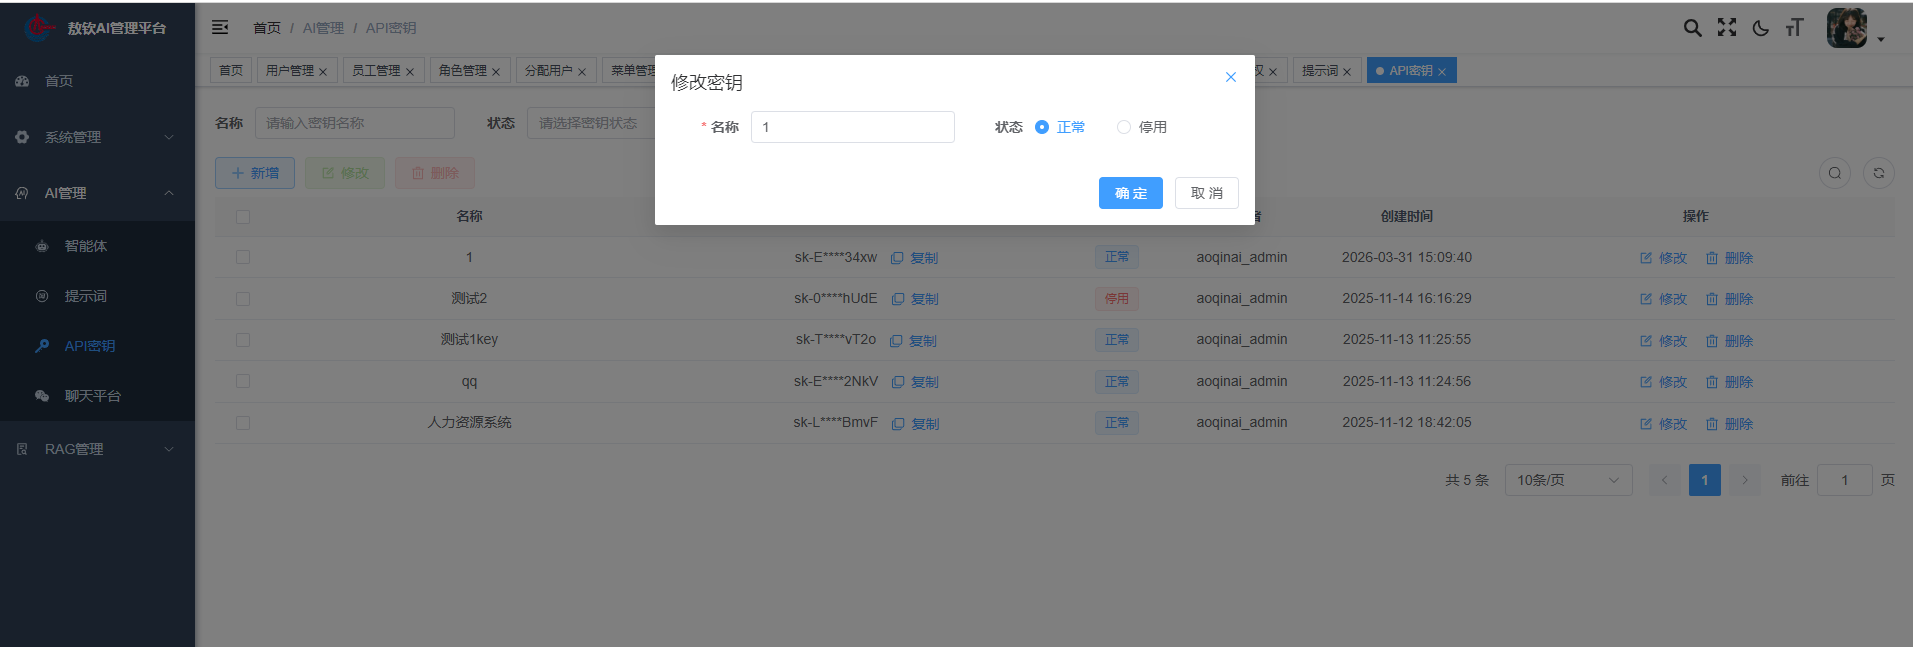 敖钦AI管理平台
首页 / AI管理 / API密钥
首页
用户管理 ×
员工管理 ×
角色管理 ×
分配用户 ×
菜单管理
权 ×
提示词 ×
API密钥 ×
首页
系统管理
AI管理
智能体
提示词
API密钥
聊天平台
RAG管理
名称 请输入密钥名称 状态 请选择密钥状态
+ 新增 修改 删除
修改密钥
* 名称 1 状态 正常 停用
确 定 取 消
名称 者 创建时间 操作
1 sk-E****34xw 复制 正常 aoqinai_admin 2026-03-31 15:09:40 修改 删除
测试2 sk-0****hUdE 复制 停用 aoqinai_admin 2025-11-14 16:16:29 修改 删除
测试1key sk-T****vT2o 复制 正常 aoqinai_admin 2025-11-13 11:25:55 修改 删除
qq sk-E****2NkV 复制 正常 aoqinai_admin 2025-11-13 11:24:56 修改 删除
人力资源系统 sk-L****BmvF 复制 正常 aoqinai_admin 2025-11-12 18:42:05 修改 删除
共 5 条 10条/页 1 前往 1 页